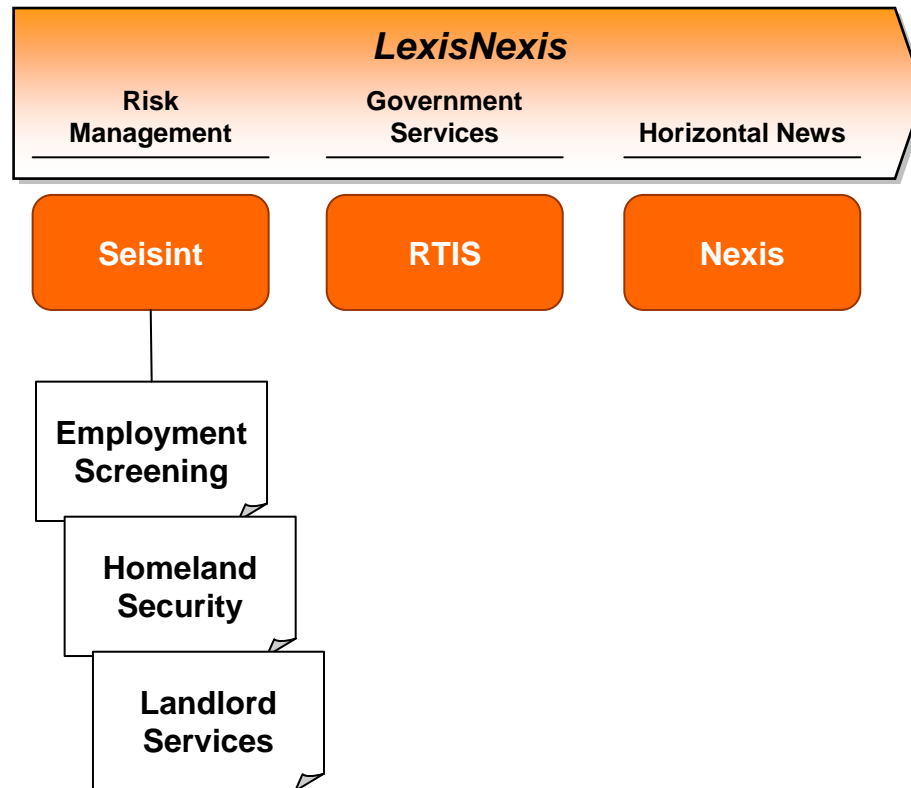 LexisNexis
Risk
Management
Government
Services
Horizontal News
Seisint
RTIS
Nexis
Employment
Screening
Homeland
Security
Landlord
Services